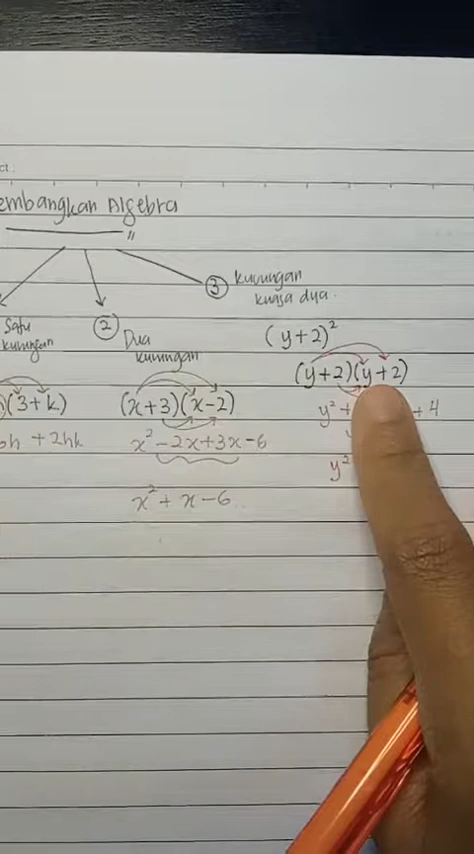 ct:
embangkan Algebra
③ kurungan
kuasa dua.
Satu
kurungan
② Dua
kurungan
(y+2)²
(y+2)(y+2)
(3+k)
(x+3)(x-2)
y²+ +4
+2hk
x²-2x+3x-6
y²
x²+x-6